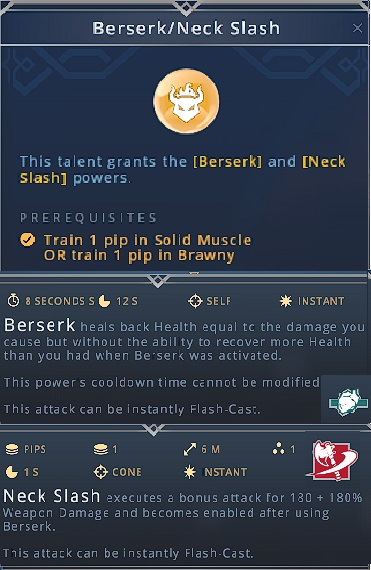 Berserk/Neck Slash
This talent grants the [Berserk] and [Neck
Slash] powers.
PREREQUISITES
Train 1 pip in Solid Muscle
OR train 1 pip in Brawny
8 SECONDS S 12 S SELF INSTANT
Berserk heals back Health equal to the damage you
cause but without the ability to recover more Health
than you had when Berserk was activated.
This power s cooldown time cannot be modified
This attack can be instantly Flash-Cast.
PIPS 1 6 M 1
1 S CONE NSTANT
Neck Slash executes a bonus attack for 180 + 180%
Weapon Damage and becomes enabled after using
Berserk.
This attack can be instantly Flash-Cast.